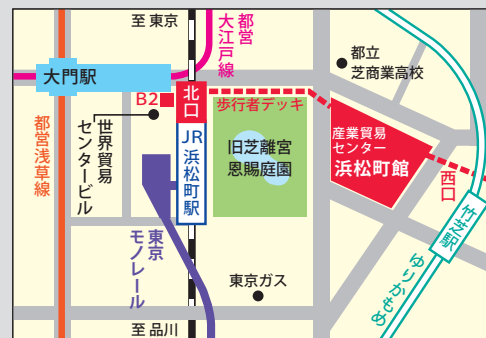 至 東京
都営
大江戸線
大門駅
B2
北口
歩行者デッキ
都立
芝商業高校
都営浅草線
世界貿易
センタービル
JR浜松町駅
旧芝離宮
恩賜庭園
産業貿易
センター
浜松町館
西口
竹芝駅
ゆりかもめ
東京
モノレール
東京ガス
至 品川